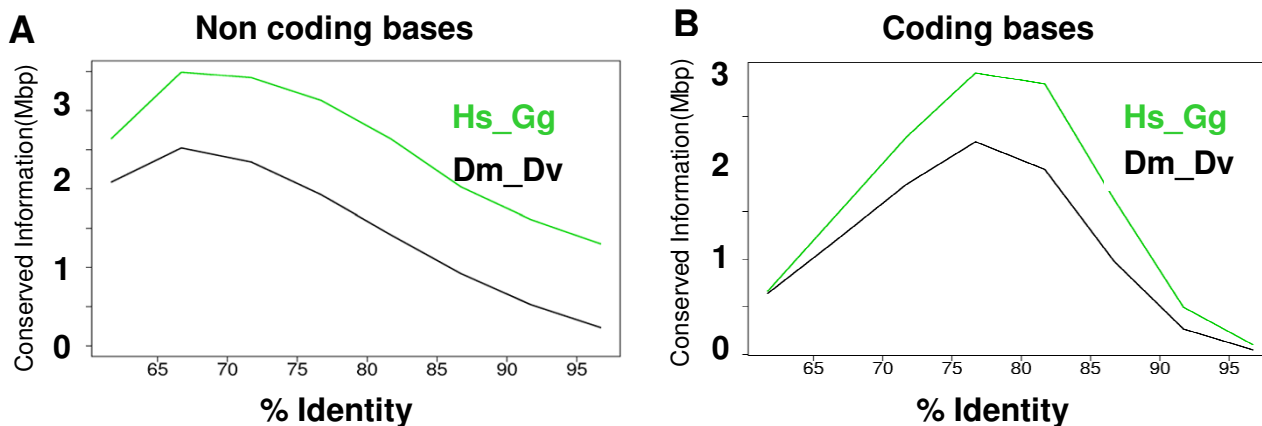 A
Non coding bases
Conserved Information(Mbp)
3
2
1
0
Hs_Gg
Dm_Dv
65 70 75 80 85 90 95
% Identity
B
Coding bases
Conserved Information(Mbp)
3
2
1
0
Hs_Gg
Dm_Dv
65 70 75 80 85 90 95
% Identity